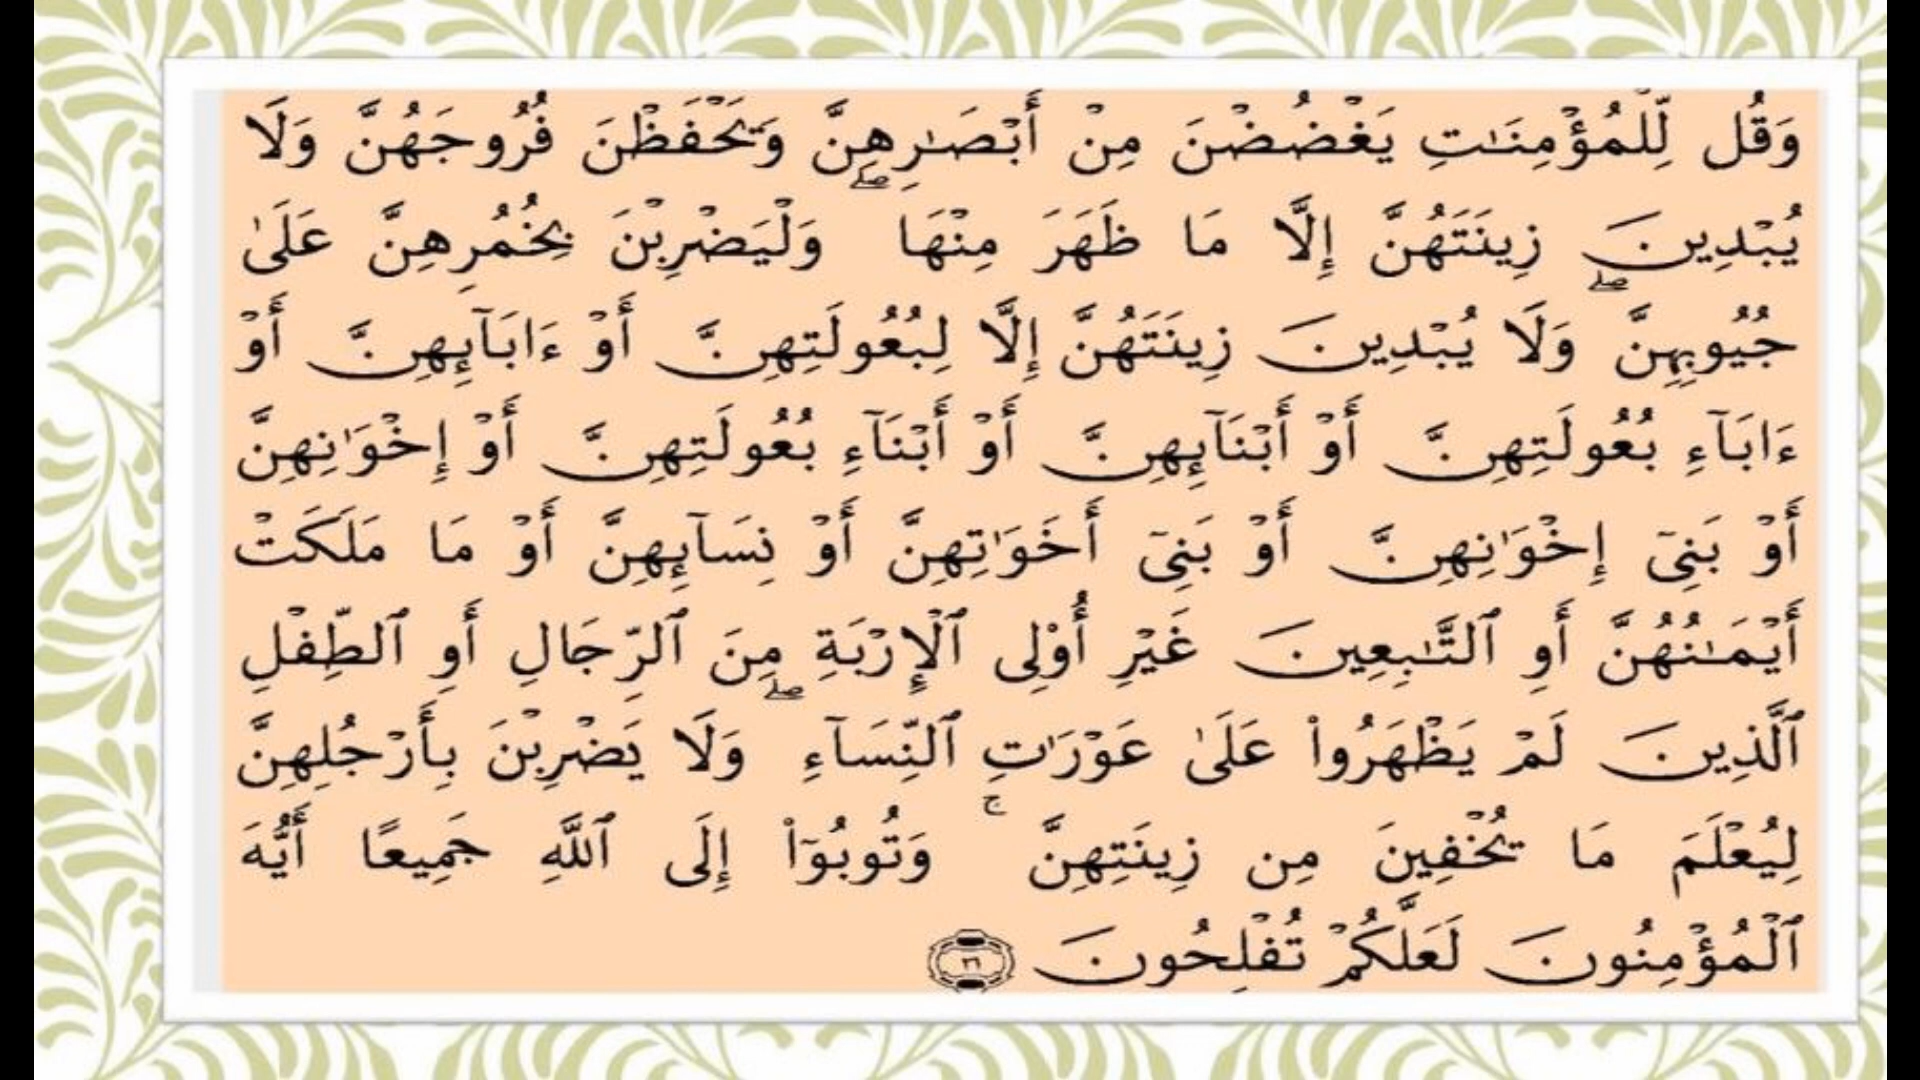 وَقُل لِّلْمُؤْمِنَـٰتِ يَغْضُضْنَ مِنْ أَبْصَـٰرِهِنَّ وَتَحْفَظْنَ فُرُوجَهُنَّ وَلَا
يُبْدِينَ زِينَتَهُنَّ إِلَّا مَا ظَهَرَ مِنْهَا ۖ وَلْيَضْرِبْنَ بِخُمُرِهِنَّ عَلَىٰ
جُيُوبِهِنَّ ۖ وَلَا يُبْدِينَ زِينَتَهُنَّ إِلَّا لِبُعُولَتِهِنَّ أَوْ ءَابَآئِهِنَّ أَوْ
ءَابَآءِ بُعُولَتِهِنَّ أَوْ أَبْنَآئِهِنَّ أَوْ أَبْنَآءِ بُعُولَتِهِنَّ أَوْ إِخْوَٰنِهِنَّ
أَوْ بَنِىٓ إِخْوَٰنِهِنَّ أَوْ بَنِىٓ أَخَوَٰتِهِنَّ أَوْ نِسَآئِهِنَّ أَوْ مَا مَلَكَتْ
أَيْمَـٰنُهُنَّ أَوِ ٱلتَّـٰبِعِينَ غَيْرِ أُو۟لِى ٱلْإِرْبَةِ مِنَ ٱلرِّجَالِ أَوِ ٱلطِّفْلِ
ٱلَّذِينَ لَمْ يَظْهَرُوا۟ عَلَىٰ عَوْرَٰتِ ٱلنِّسَآءِ ۖ وَلَا يَضْرِبْنَ بِأَرْجُلِهِنَّ
لِيُعْلَمَ مَا يُخْفِينَ مِن زِينَتِهِنَّ ۚ وَتُوبُوٓا۟ إِلَى ٱللَّهِ جَمِيعًا أَيُّهَ
ٱلْمُؤْمِنُونَ لَعَلَّكُمْ تُفْلِحُونَ ٣١